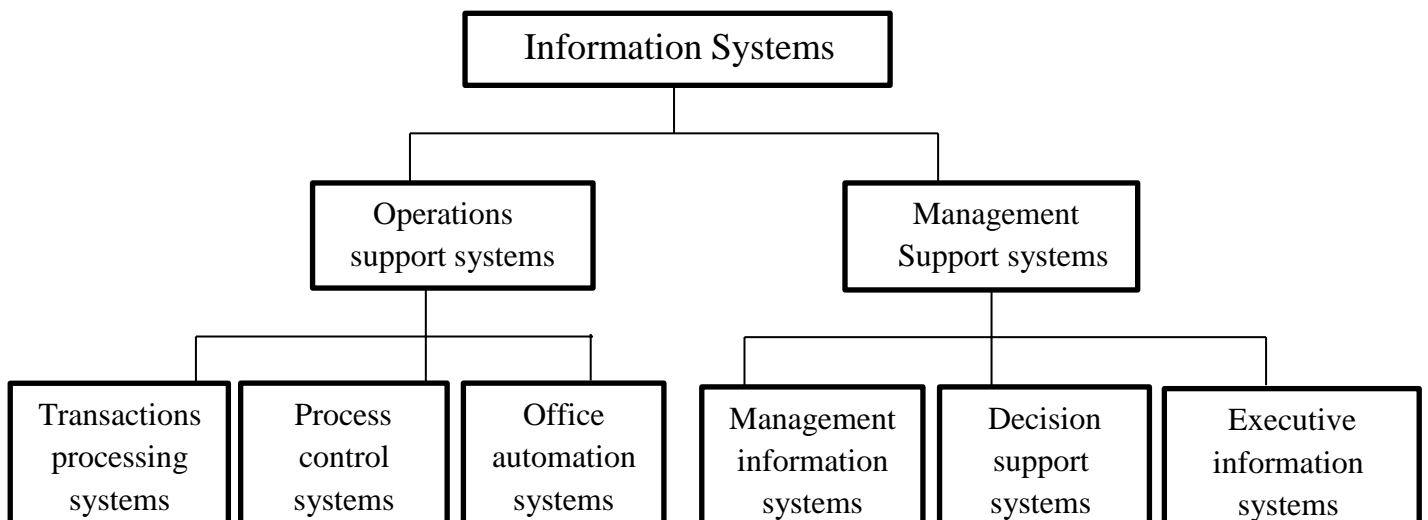 Information Systems
Operations
support systems
Management
Support systems
Transactions
processing
systems
Process
control
systems
Office
automation
systems
Management
information
systems
Decision
support
systems
Executive
information
systems